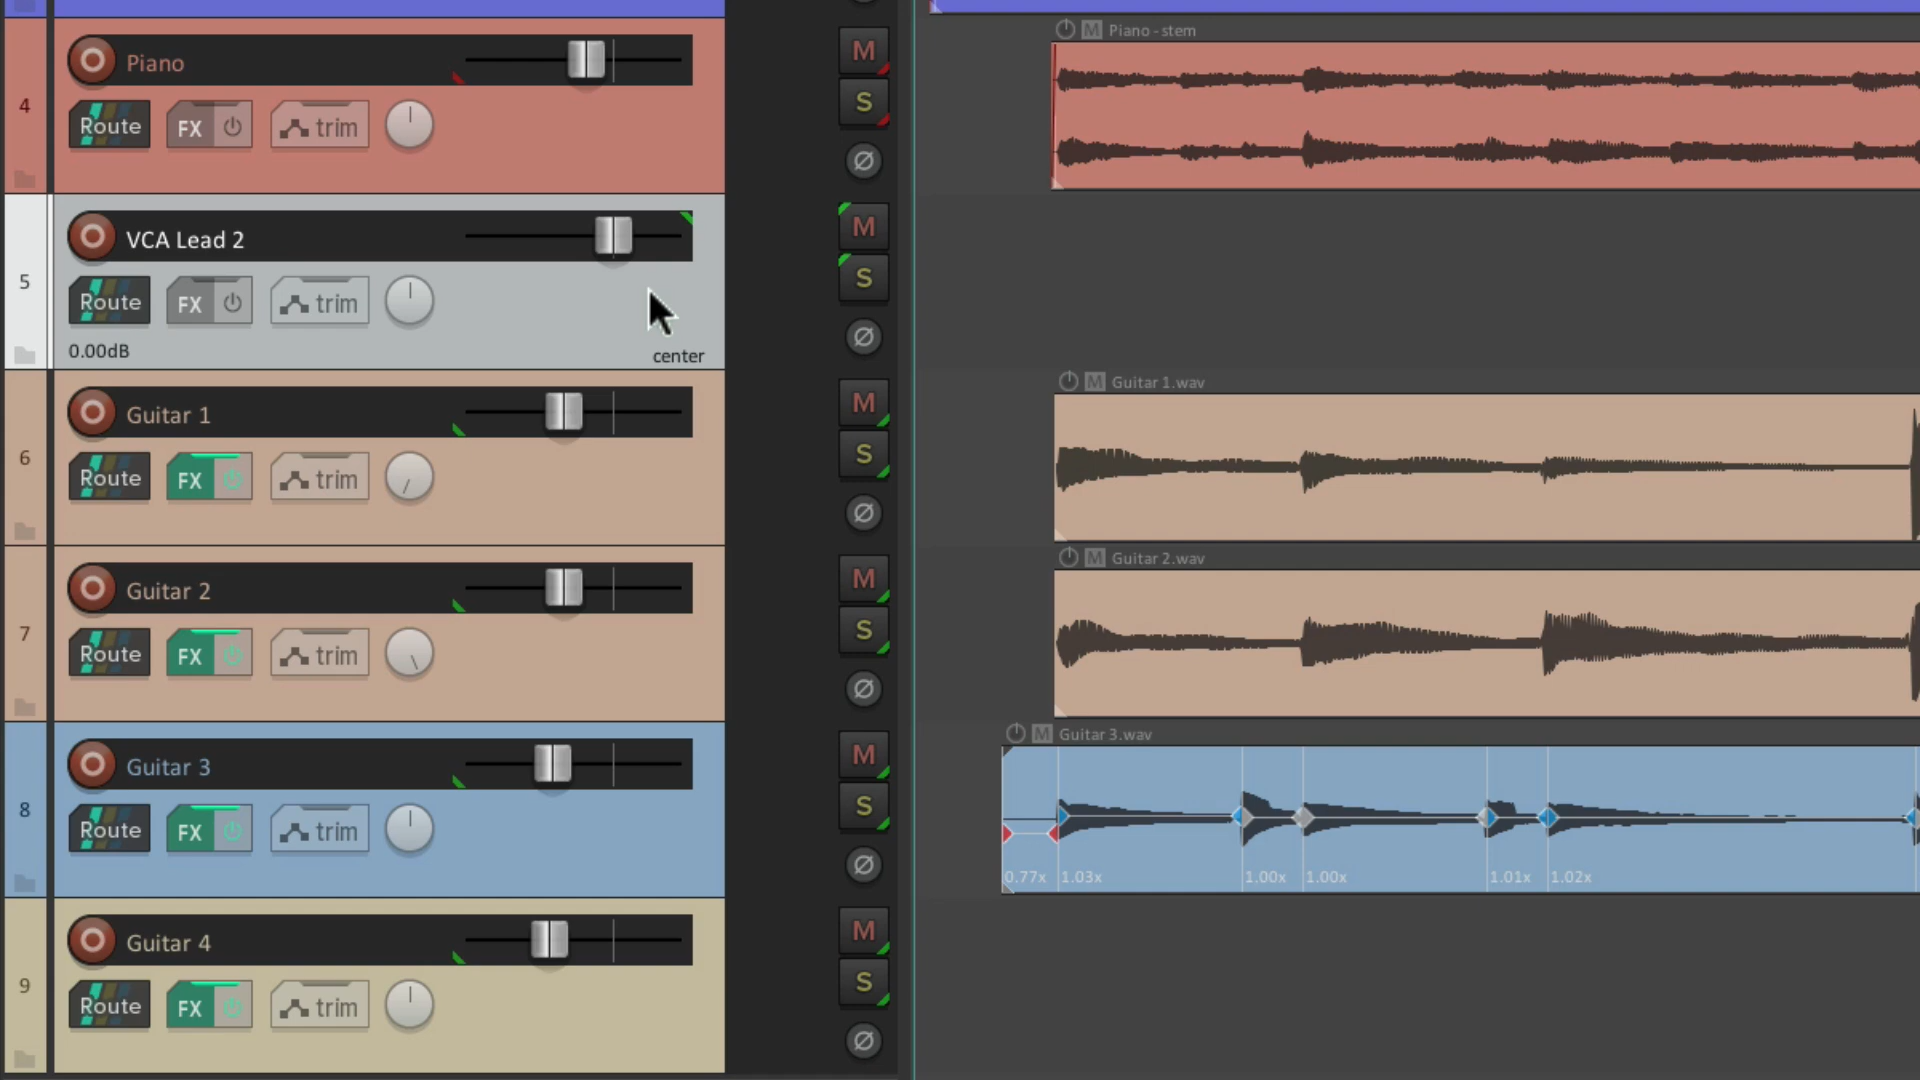 M Piano - stem
4
Piano
M
Route FX trim
S
Ø
5
VCA Lead 2
M
Route FX trim
S
Ø
0.00dB center
M Guitar 1.wav
6
Guitar 1
M
Route FX trim
S
Ø
M Guitar 2.wav
7
Guitar 2
M
Route FX trim
S
Ø
M Guitar 3.wav
8
Guitar 3
M
Route FX trim
S
Ø
0.77x 1.03x 1.00x 1.00x 1.01x 1.02x
9
Guitar 4
M
Route FX trim
S
Ø